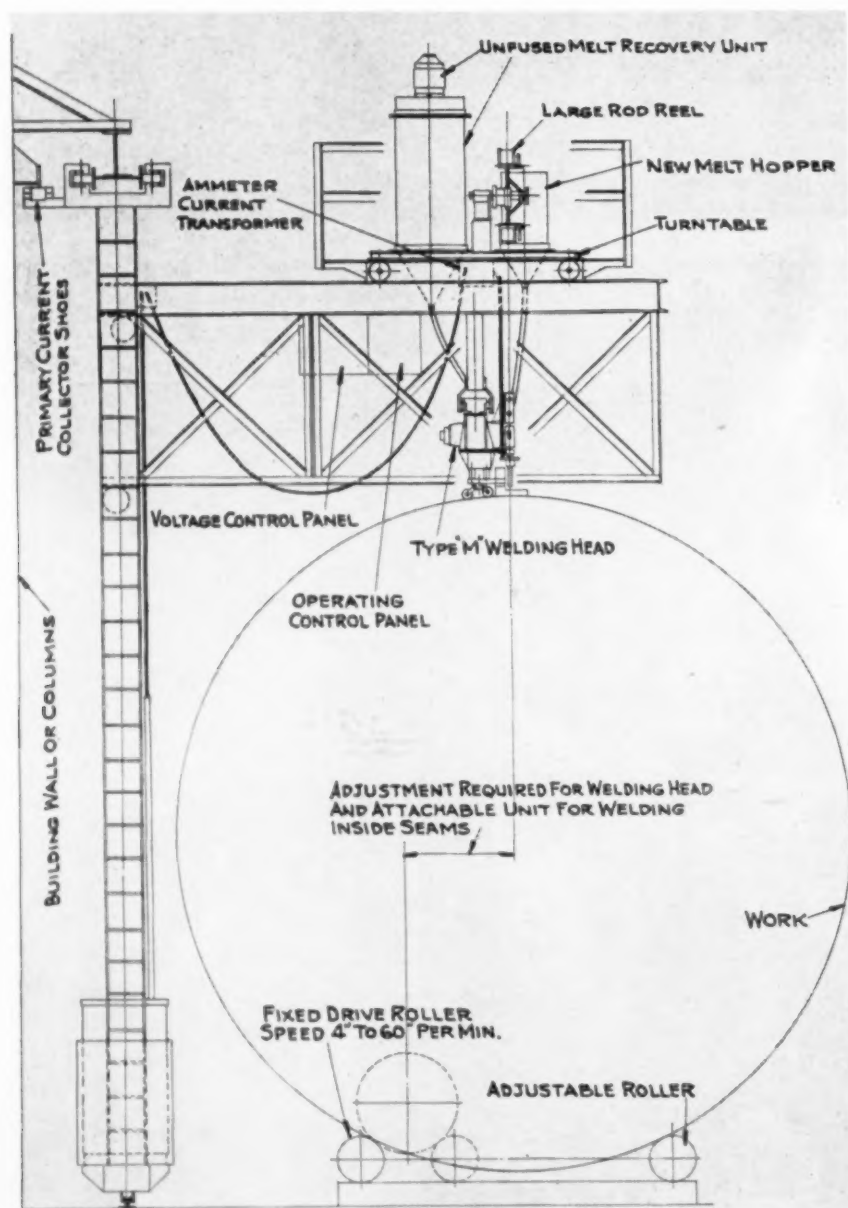 UNFUSED MELT RECOVERY UNIT
LARGE ROD REEL
NEW MELT HOPPER
AMMETER
CURRENT
TRANSFORMER
TURNTABLE
PRIMARY CURRENT
COLLECTOR SHOES
VOLTAGE CONTROL PANEL
TYPE "M" WELDING HEAD
OPERATING
CONTROL PANEL
BUILDING WALL OR COLUMNS
ADJUSTMENT REQUIRED FOR WELDING HEAD
AND ATTACHABLE UNIT FOR WELDING
INSIDE SEAMS
WORK
FIXED DRIVE ROLLER
SPEED 4" TO 60" PER MIN.
ADJUSTABLE ROLLER